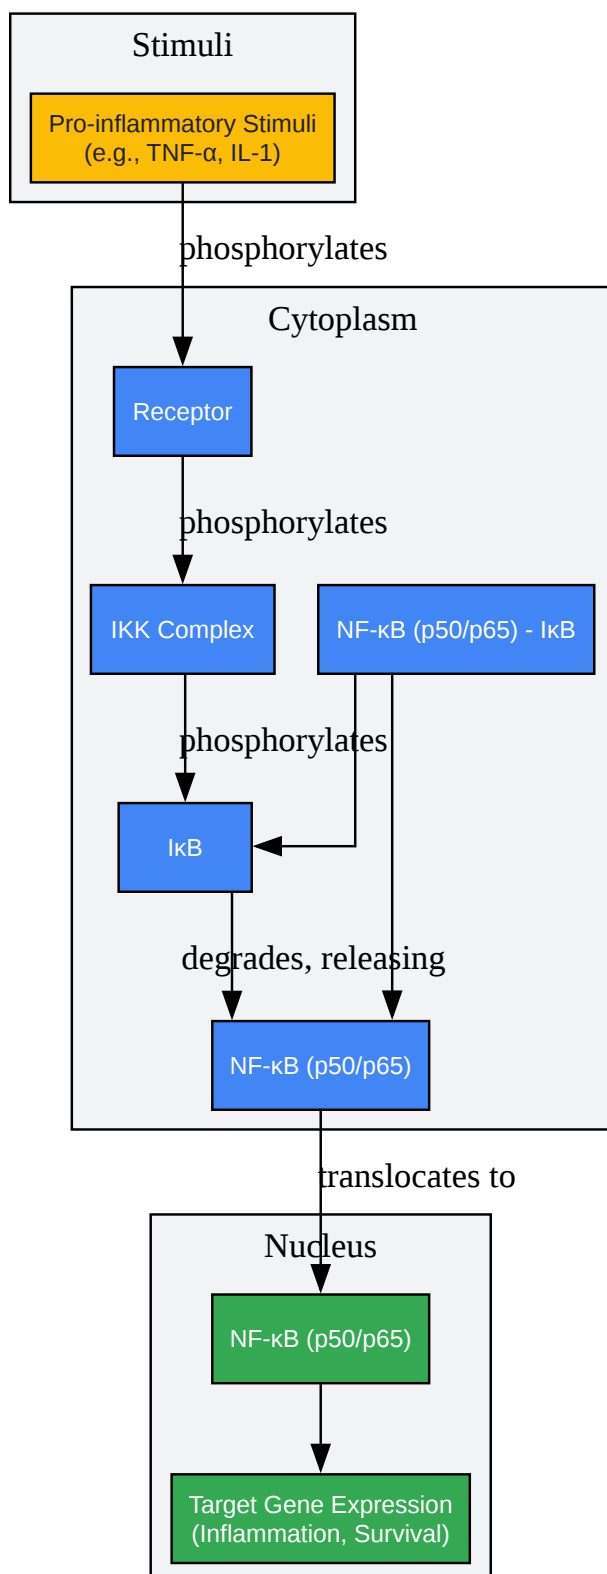 Stimuli
Pro-inflammatory Stimuli
(e.g., TNF-α, IL-1)
phosphorylates
Cytoplasm
Receptor
phosphorylates
IKK Complex
NF-κB (p50/p65) - IκB
phosphorylates
IκB
degrades, releasing
NF-κB (p50/p65)
translocates to
Nucleus
NF-κB (p50/p65)
Target Gene Expression
(Inflammation, Survival)